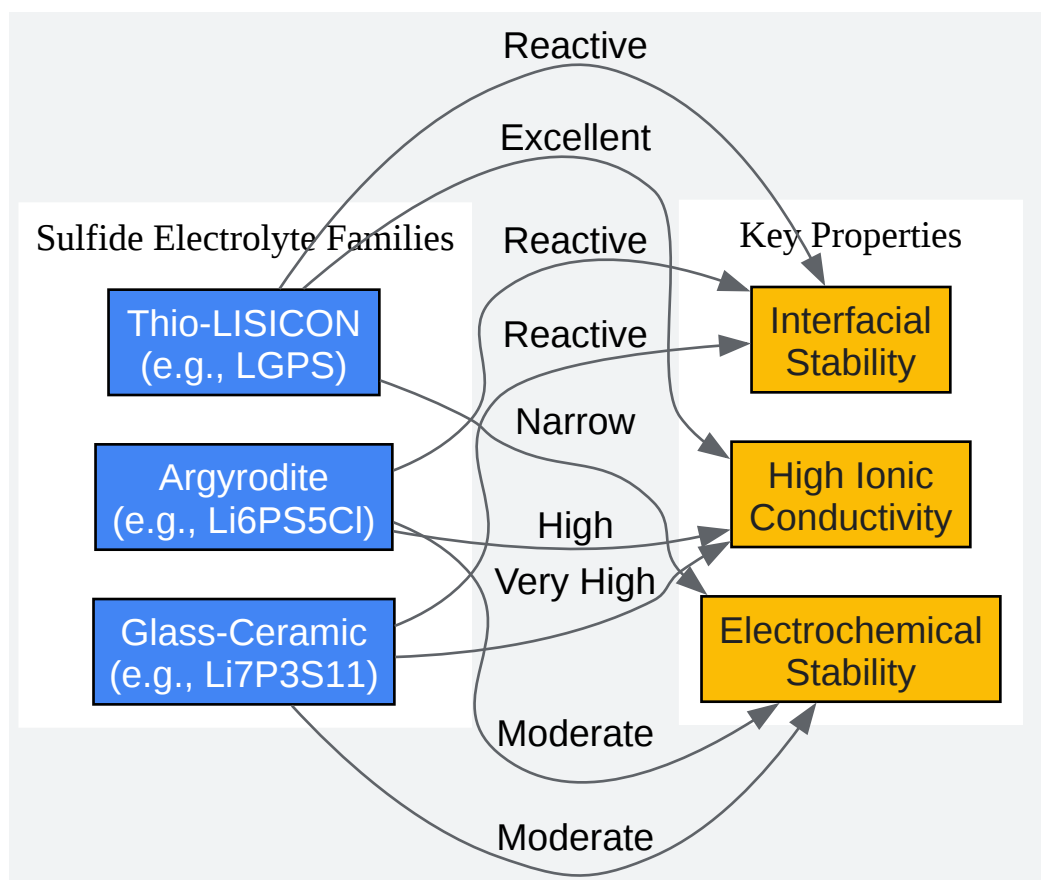 Reactive
Excellent
Sulfide Electrolyte Families
Reactive
Key Properties
Thio-LISICON
(e.g., LGPS)
Reactive
Interfacial
Stability
Narrow
Argyrodite
(e.g., Li6PS5Cl)
High
High Ionic
Conductivity
Very High
Glass-Ceramic
(e.g., Li7P3S11)
Electrochemical
Stability
Moderate
Moderate